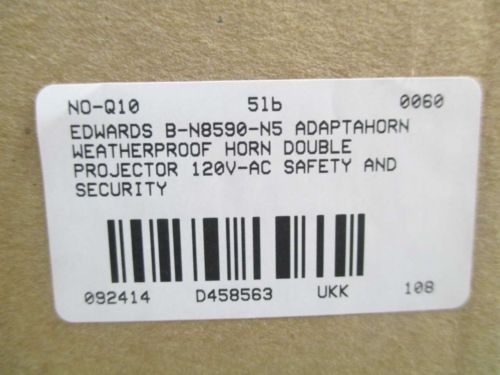 NO-Q10 5lb 0060
EDWARDS B-N8590-N5 ADAPTAHORN
WEATHERPROOF HORN DOUBLE
PROJECTOR 120V-AC SAFETY AND
SECURITY
092414 D458563 UKK 108